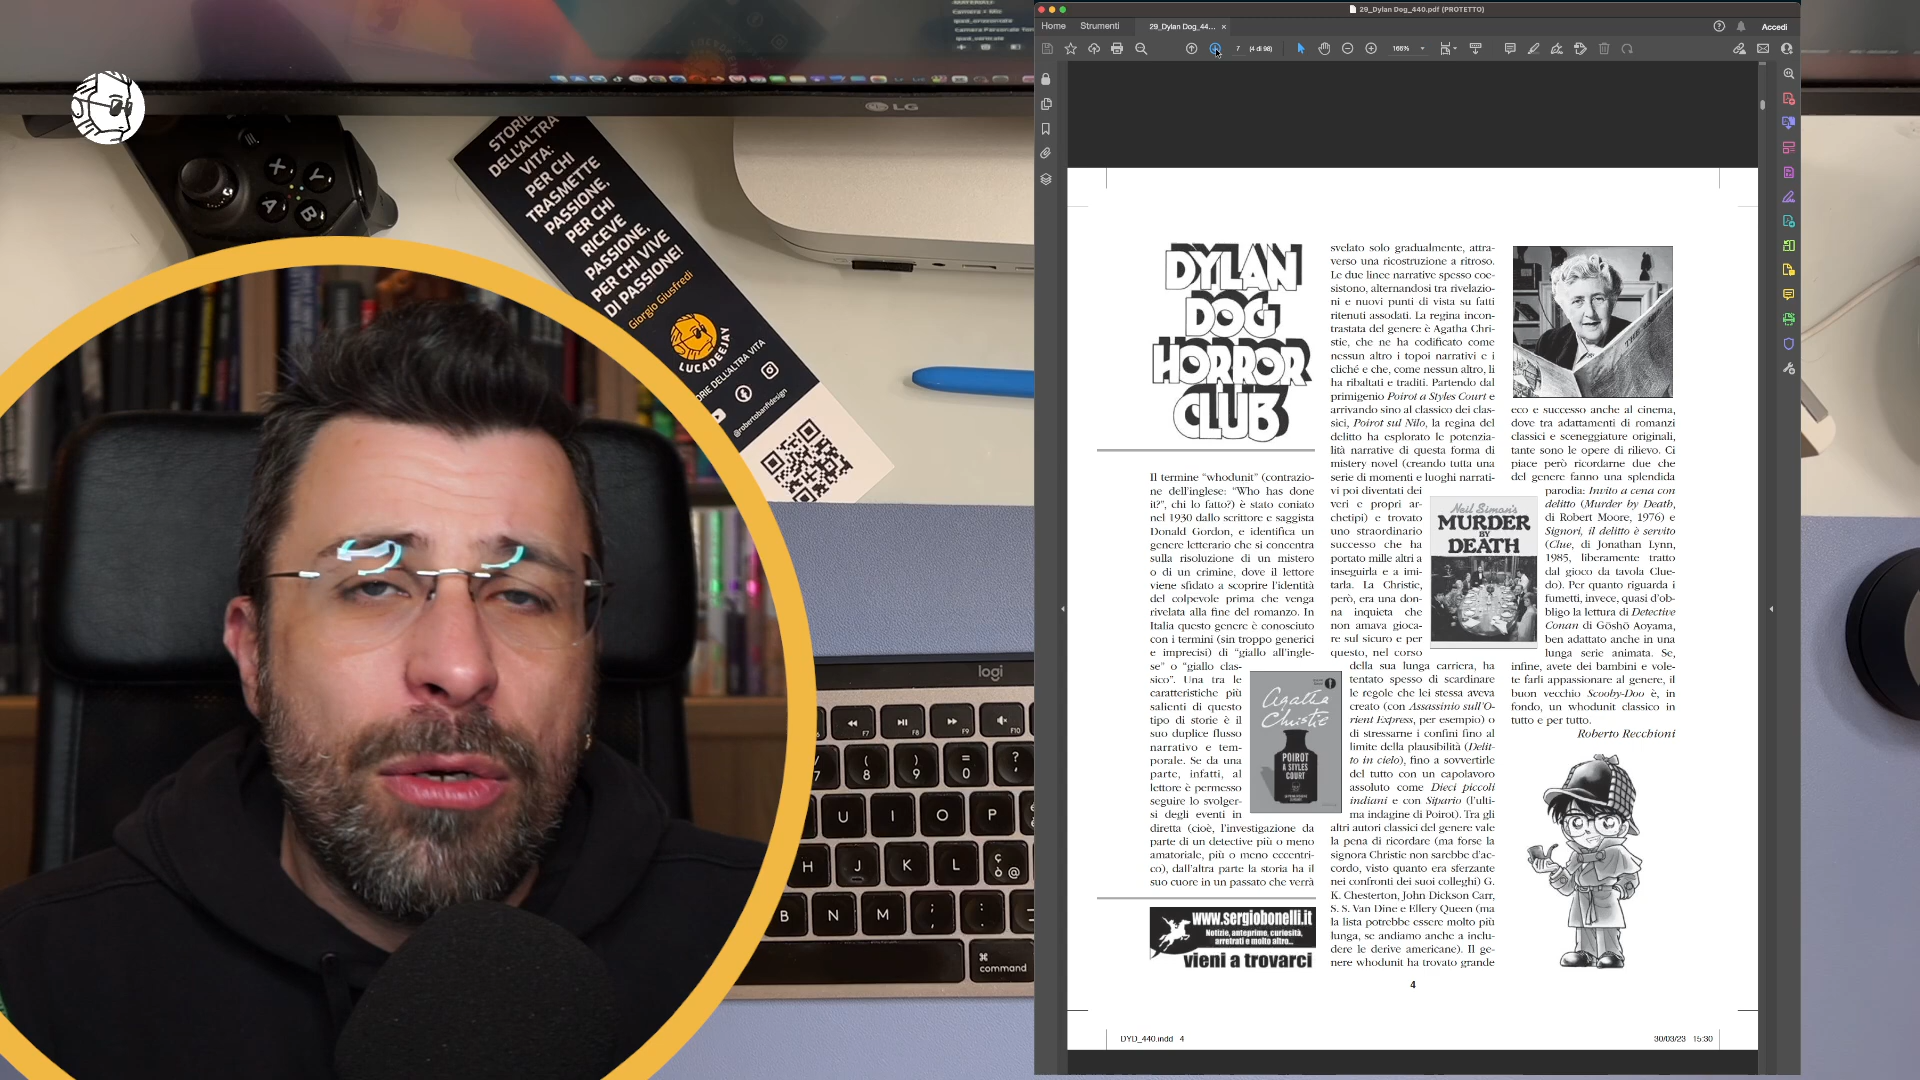 MATERIALI:
Camera + Mic
LG
X
Y
A
B
STORIE
DELL'ALTRA
VITA:
PER CHI
TRASMETTE
PASSIONE,
PER CHI
RICEVE
PASSIONE,
PER CHI VIVE
DI PASSIONE!
Giorgio Giusfredi
LUCADEEJAY
STORIE DELL'ALTRA VITA
@robertobanfidesign
logi
F7
F8
F9
F10
/
7
(
8
)
9
=
0
?
U
I
O
P
H
J
K
L
ç
ò @
B
N
M
;
,
:
.
⌘
command
29_Dylan Dog_440.pdf (PROTETTO)
Home
Strumenti
29_Dylan Dog_44... ×
Accedi
7
(4 di 98)
166%
DYLAN
DOG
HORROR
CLUB
Il termine “whodunit” (contrazio-
ne dell’inglese: “Who has done
it?”, chi lo fatto?) è stato coniato
nel 1930 dallo scrittore e saggista
Donald Gordon, e identifica un
genere letterario che si concentra
sulla risoluzione di un mistero
o di un crimine, dove il lettore
viene sfidato a scoprire l’identità
del colpevole prima che venga
rivelata alla fine del romanzo. In
Italia questo genere è conosciuto
con i termini (sin troppo generici
e imprecisi) di “giallo all’ingle-
se” o “giallo clas-
sico”. Una tra le
caratteristiche più
salienti di questo
tipo di storie è il
suo duplice flusso
narrativo e tem-
porale. Se da una
parte, infatti, al
lettore è permesso
seguire lo svolger-
si degli eventi in
diretta (cioè, l’investigazione da
parte di un detective più o meno
amatoriale, più o meno eccentri-
co), dall’altra parte la storia ha il
suo cuore in un passato che verrà
www.sergiobonelli.it
Notizie, anteprime, curiosità,
arretrati e molto altro...
vieni a trovarci
svelato solo gradualmente, attra-
verso una ricostruzione a ritroso.
Le due linee narrative spesso coe-
sistono, alternandosi tra rivelazio-
ni e nuovi punti di vista su fatti
ritenuti assodati. La regina incon-
trastata del genere è Agatha Chri-
stie, che ne ha codificato come
nessun altro i topoi narrativi e i
cliché e che, come nessun altro, li
ha ribaltati e traditi. Partendo dal
primigenio Poirot a Styles Court e
arrivando sino al classico dei clas-
sici, Poirot sul Nilo, la regina del
delitto ha esplorato le potenzia-
lità narrative di questa forma di
mistery novel (creando tutta una
serie di momenti e luoghi narrati-
vi poi diventati dei
veri e propri ar-
chetipi) e trovato
uno straordinario
successo che ha
portato mille altri a
inseguirla e a imi-
tarla. La Christie,
però, era una don-
na inquieta che
non amava gioca-
re sul sicuro e per
questo, nel corso
della sua lunga carriera, ha
tentato spesso di scardinare
le regole che lei stessa aveva
creato (con Assassinio sull’O-
rient Express, per esempio) o
di stressarne i confini fino al
limite della plausibilità (Delit-
to in cielo), fino a sovvertirle
del tutto con un capolavoro
assoluto come Dieci piccoli
indiani e con Sipario (l’ulti-
ma indagine di Poirot). Tra gli
altri autori classici del genere vale
la pena di ricordare (ma forse la
signora Christie non sarebbe d’ac-
cordo, visto quanto era sferzante
nei confronti dei suoi colleghi) G.
K. Chesterton, John Dickson Carr,
S. S. Van Dine e Ellery Queen (ma
la lista potrebbe essere molto più
lunga, se andiamo anche a inclu-
dere le derive americane). Il ge-
nere whodunit ha trovato grande
Agatha
Christie
POIROT
A STYLES
COURT
Neil Simon's
MURDER
BY
DEATH
eco e successo anche al cinema,
dove tra adattamenti di romanzi
classici e sceneggiature originali,
tante sono le opere di rilievo. Ci
piace però ricordarne due che
del genere fanno una splendida
parodia: Invito a cena con
delitto (Murder by Death,
di Robert Moore, 1976) e
Signori, il delitto è servito
(Clue, di Jonathan Lynn,
1985, liberamente tratto
dal gioco da tavola Clue-
do). Per quanto riguarda i
fumetti, invece, quasi d’ob-
bligo la lettura di Detective
Conan di Gōshō Aoyama,
ben adattato anche in una
lunga serie animata. Se,
infine, avete dei bambini e vole-
te farli appassionare al genere, il
buon vecchio Scooby-Doo è, in
fondo, un whodunit classico in
tutto e per tutto.
Roberto Recchioni
4
DYD_440.indd 4
30/03/23 15:30